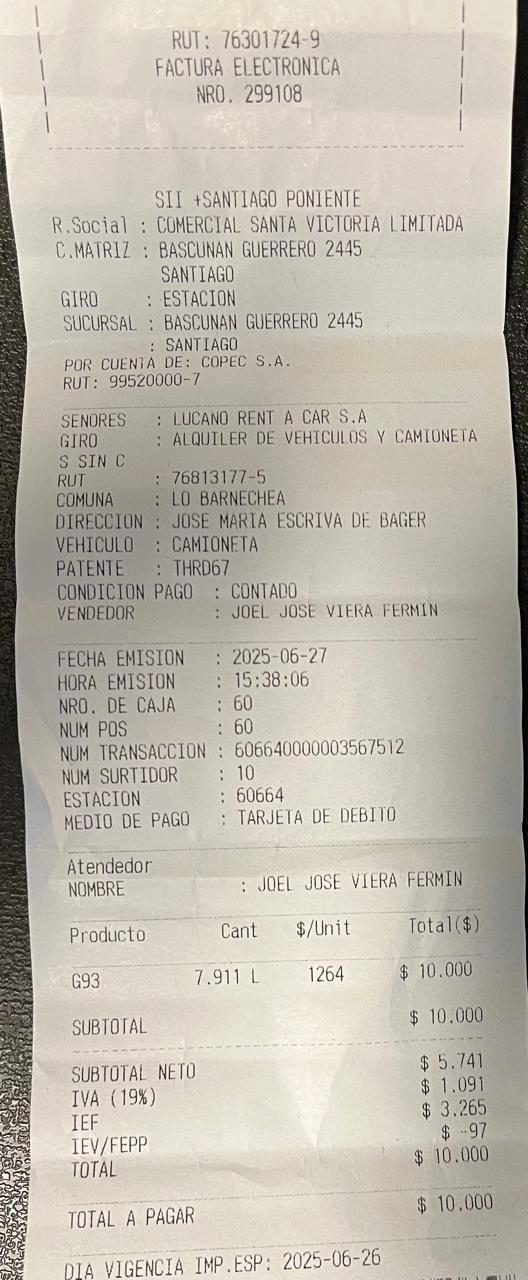 RUT: 76301724-9
FACTURA ELECTRONICA
NRO. 299108
SII +SANTIAGO PONIENTE
R.Social : COMERCIAL SANTA VICTORIA LIMITADA
C.MATRIZ : BASCUNAN GUERRERO 2445
SANTIAGO
GIRO : ESTACION
SUCURSAL : BASCUNAN GUERRERO 2445
: SANTIAGO
POR CUENTA DE: COPEC S.A.
RUT: 99520000-7
SENORES : LUCANO RENT A CAR S.A
GIRO : ALQUILER DE VEHICULOS Y CAMIONETA
S SIN C
RUT : 76813177-5
COMUNA : LO BARNECHEA
DIRECCION : JOSE MARIA ESCRIVA DE BAGER
VEHICULO : CAMIONETA
PATENTE : THRD67
CONDICION PAGO : CONTADO
VENDEDOR : JOEL JOSE VIERA FERMIN
FECHA EMISION : 2025-06-27
HORA EMISION : 15:38:06
NRO. DE CAJA : 60
NUM POS : 60
NUM TRANSACCION : 6066400000003567512
NUM SURTIDOR : 10
ESTACION : 60664
MEDIO DE PAGO : TARJETA DE DEBITO
Atendedor
NOMBRE : JOEL JOSE VIERA FERMIN
Producto Cant $/Unit Total($)
G93 7.911 L 1264 $ 10.000
SUBTOTAL $ 10.000
SUBTOTAL NETO $ 5.741
IVA (19%) $ 1.091
IEF $ 3.265
IEV/FEPP $ -97
TOTAL $ 10.000
TOTAL A PAGAR $ 10.000
DIA VIGENCIA IMP.ESP: 2025-06-26